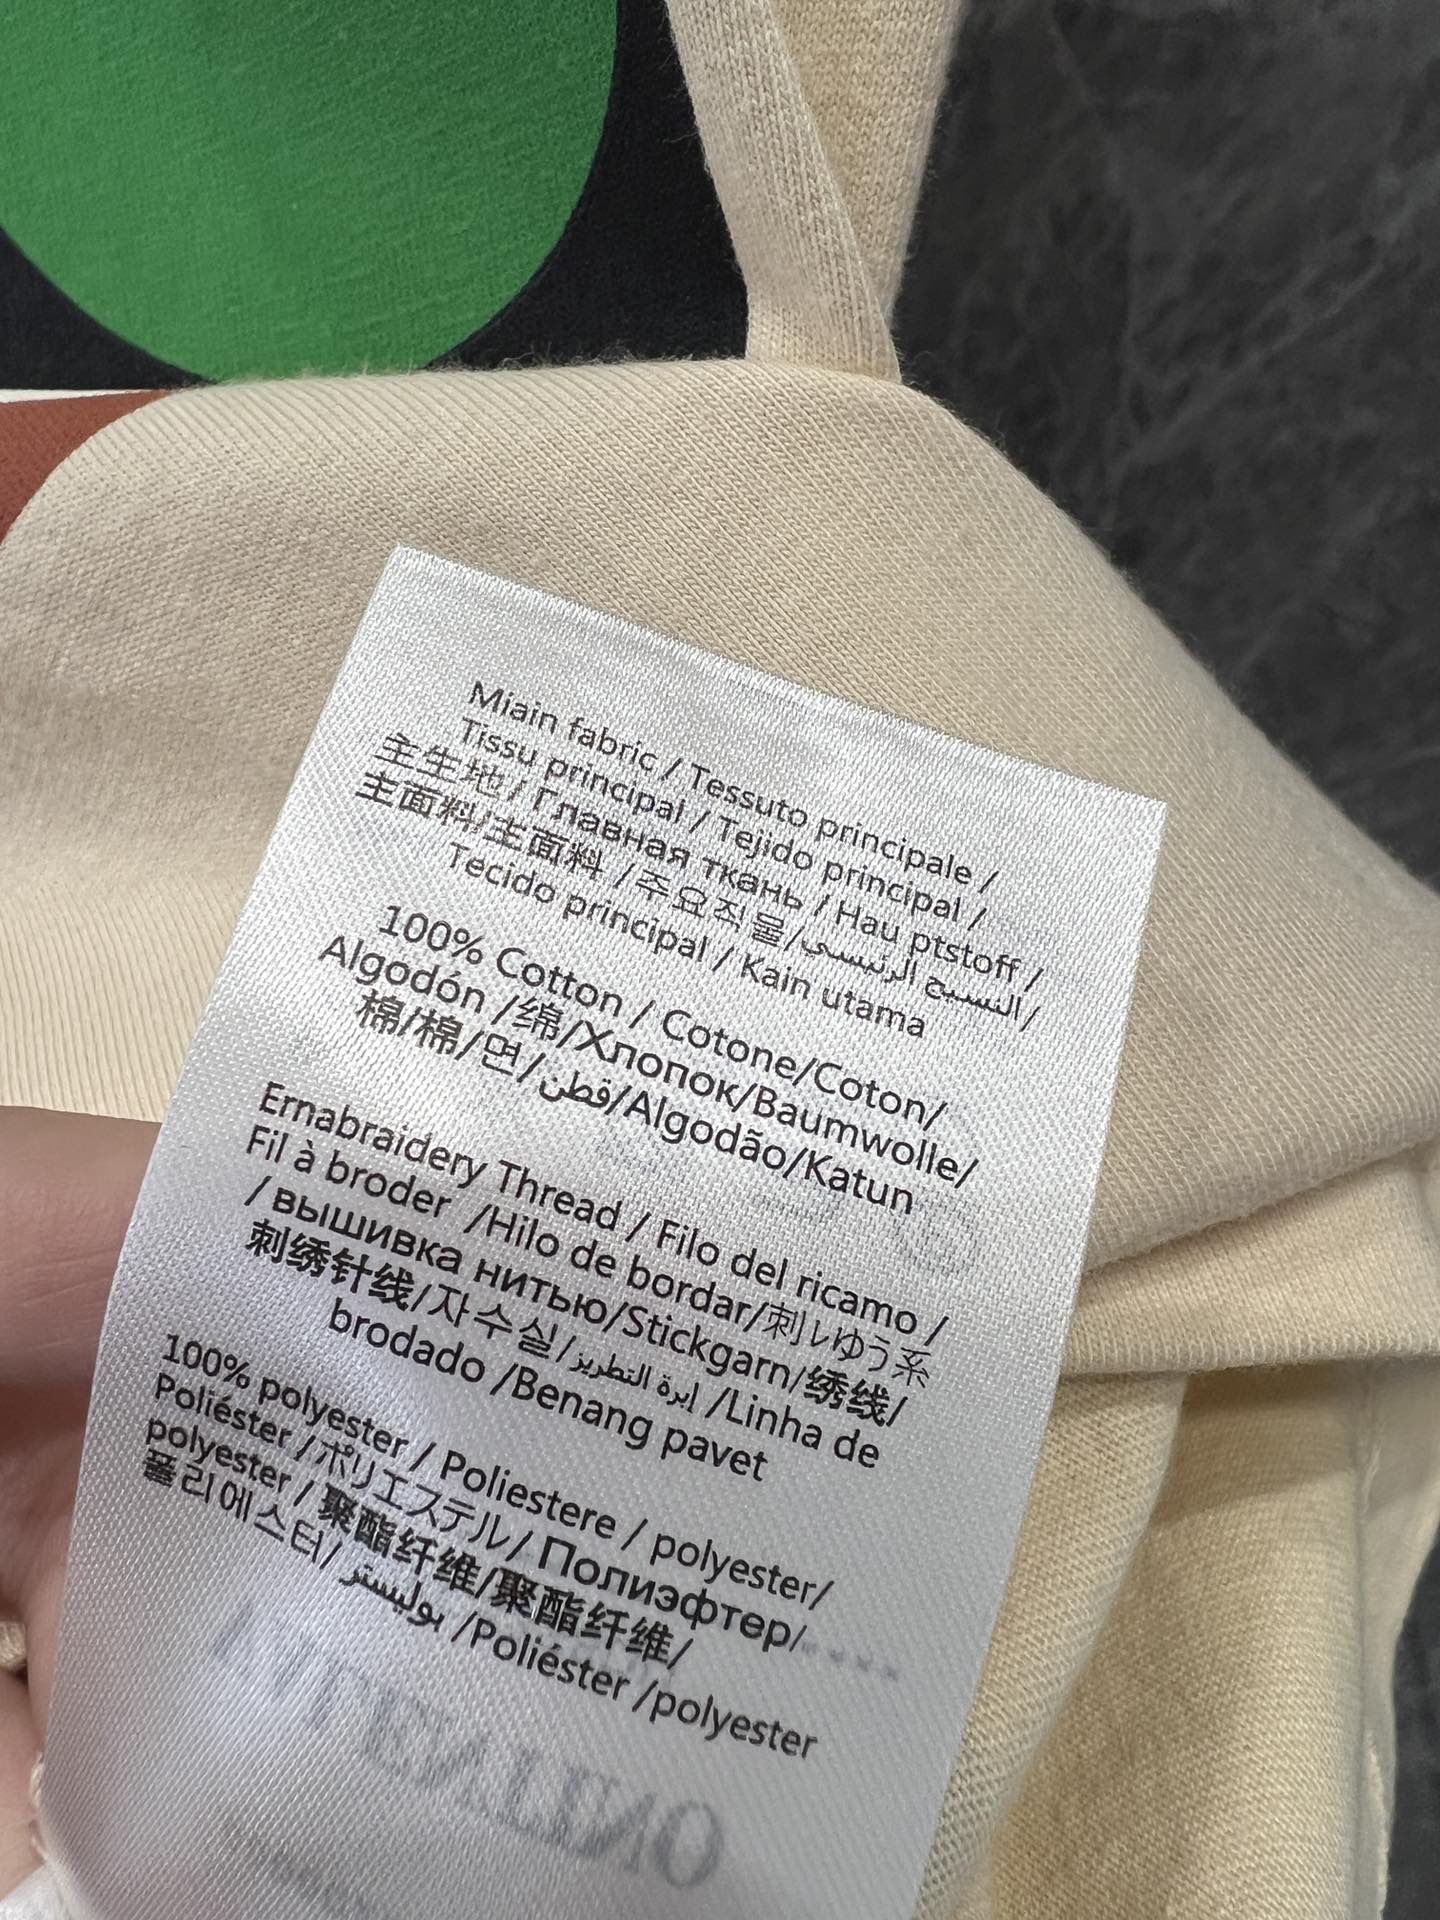 Miain fabric / Tessuto principale /
Tissu principal / Tejido principal /
主生地 / Главная ткань / Hau ptstoff /
主面料/主面料 /주요직물/النسيج الرئيسي/
Tecido principal / Kain utama
100% Cotton / Cotone/Coton/
Algodón /绵/Хлопок/Baumwolle/
棉/棉/면/قطن/Algodão/Katun
Ernabraidery Thread / Filo del ricamo /
Fil à broder /Hilo de bordar/刺しゆう系
/ вышивка нитью/Stickgarn/绣线/
刺绣针线/자수실/إبرة التطريز /Linha de
brodado /Benang pavet
100% polyester / Poliestere / polyester/
Poliéster /ポリエステル/ Полиэфтер/
polyester / 聚酯纤维/聚酯纤维/
폴리에스터/ بوليستر /Poliéster /polyester